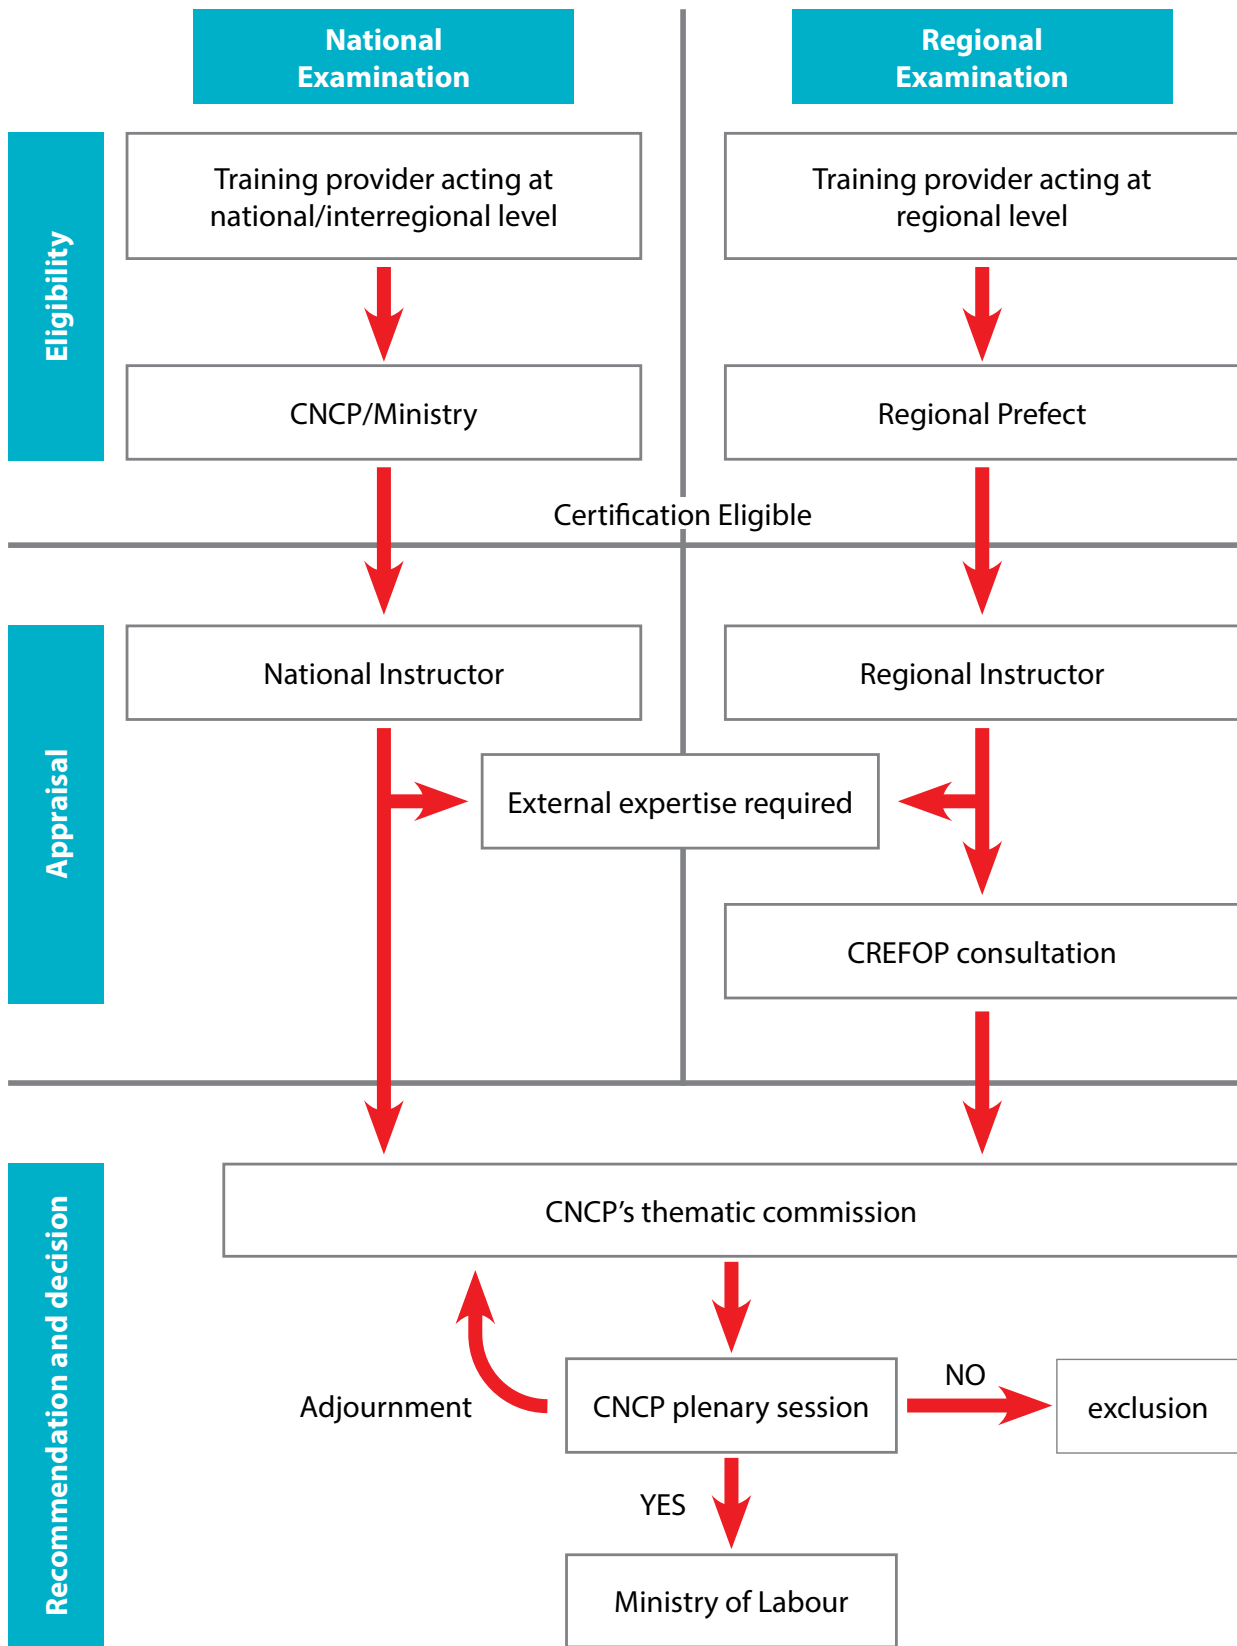 National
Examination
Regional
Examination
Eligibility
Training provider acting at
national/interregional level
Training provider acting at
regional level
CNCP/Ministry
Regional Prefect
Certification Eligible
Appraisal
National Instructor
Regional Instructor
External expertise required
CREFOP consultation
Recommendation and decision
CNCP’s thematic commission
Adjournment
CNCP plenary session
NO
exclusion
YES
Ministry of Labour